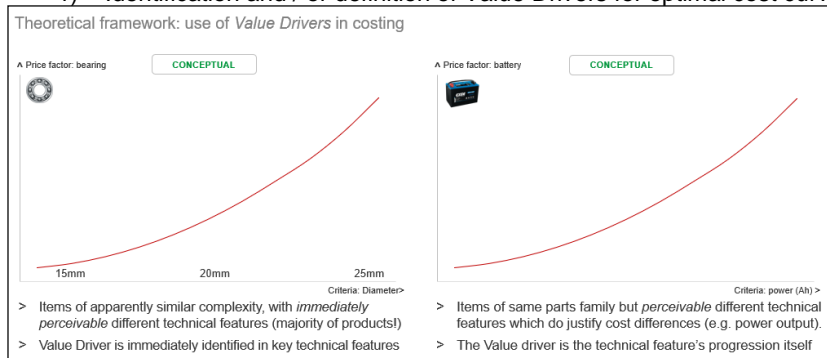 Theoretical framework: use of Value Drivers in costing
^ Price factor: bearing
CONCEPTUAL
15mm
20mm
25mm
Criteria: Diameter>
> Items of apparently similar complexity, with immediately
perceivable different technical features (majority of products!)
> Value Driver is immediately identified in key technical features
^ Price factor: battery
CONCEPTUAL
Criteria: power (Ah) >
> Items of same parts family but perceivable different technical
features which do justify cost differences (e.g. power output).
> The Value driver is the technical feature's progression itself